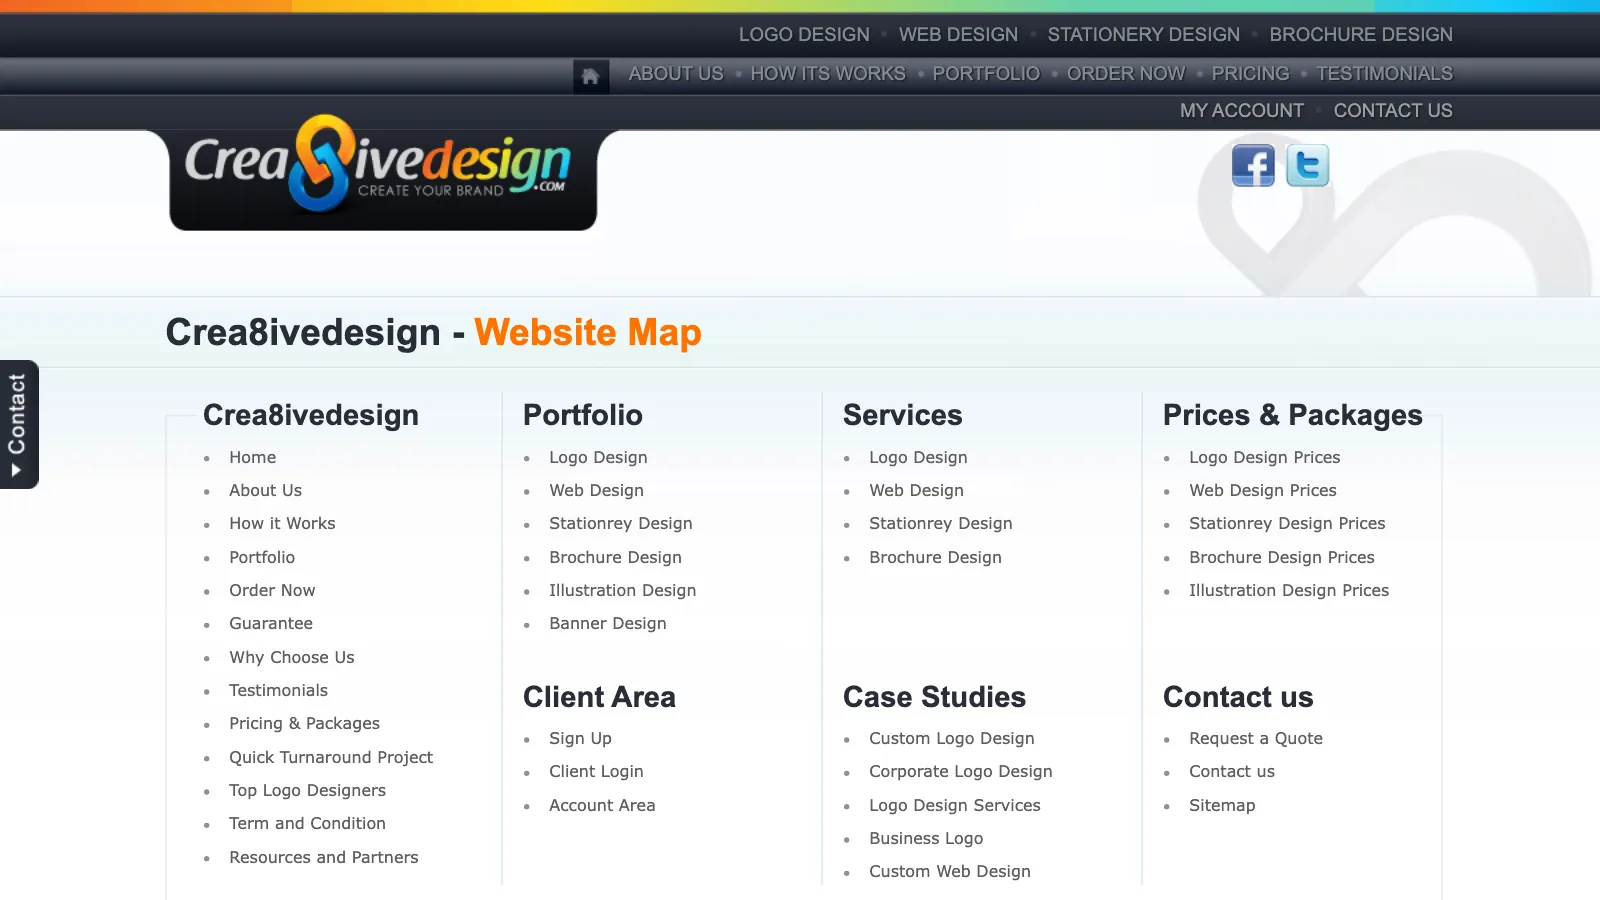 LOGO DESIGN WEB DESIGN STATIONERY DESIGN BROCHURE DESIGN
ABOUT US HOW ITS WORKS PORTFOLIO ORDER NOW PRICING TESTIMONIALS
MY ACCOUNT CONTACT US
Crea8ivedesign.COM
CREATE YOUR BRAND
Crea8ivedesign - Website Map
Contact
Crea8ivedesign
Home
About Us
How it Works
Portfolio
Order Now
Guarantee
Why Choose Us
Testimonials
Pricing & Packages
Quick Turnaround Project
Top Logo Designers
Term and Condition
Resources and Partners
Portfolio
Logo Design
Web Design
Stationrey Design
Brochure Design
Illustration Design
Banner Design
Client Area
Sign Up
Client Login
Account Area
Services
Logo Design
Web Design
Stationrey Design
Brochure Design
Case Studies
Custom Logo Design
Corporate Logo Design
Logo Design Services
Business Logo
Custom Web Design
Prices & Packages
Logo Design Prices
Web Design Prices
Stationrey Design Prices
Brochure Design Prices
Illustration Design Prices
Contact us
Request a Quote
Contact us
Sitemap